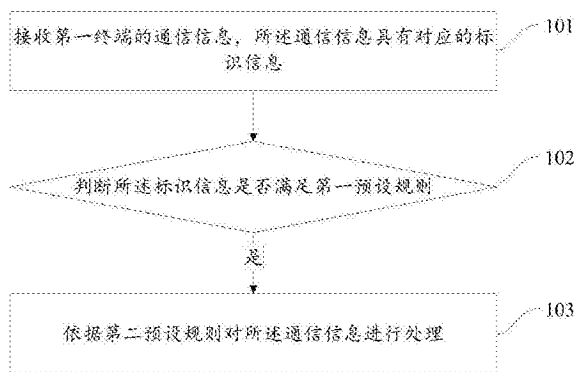 接收第一终端的通信信息，所述通信信息具有对应的标
识信息
101
判断所述标识信息是否满足第一预设规则
102
是
依据第二预设规则对所述通信信息进行处理
103